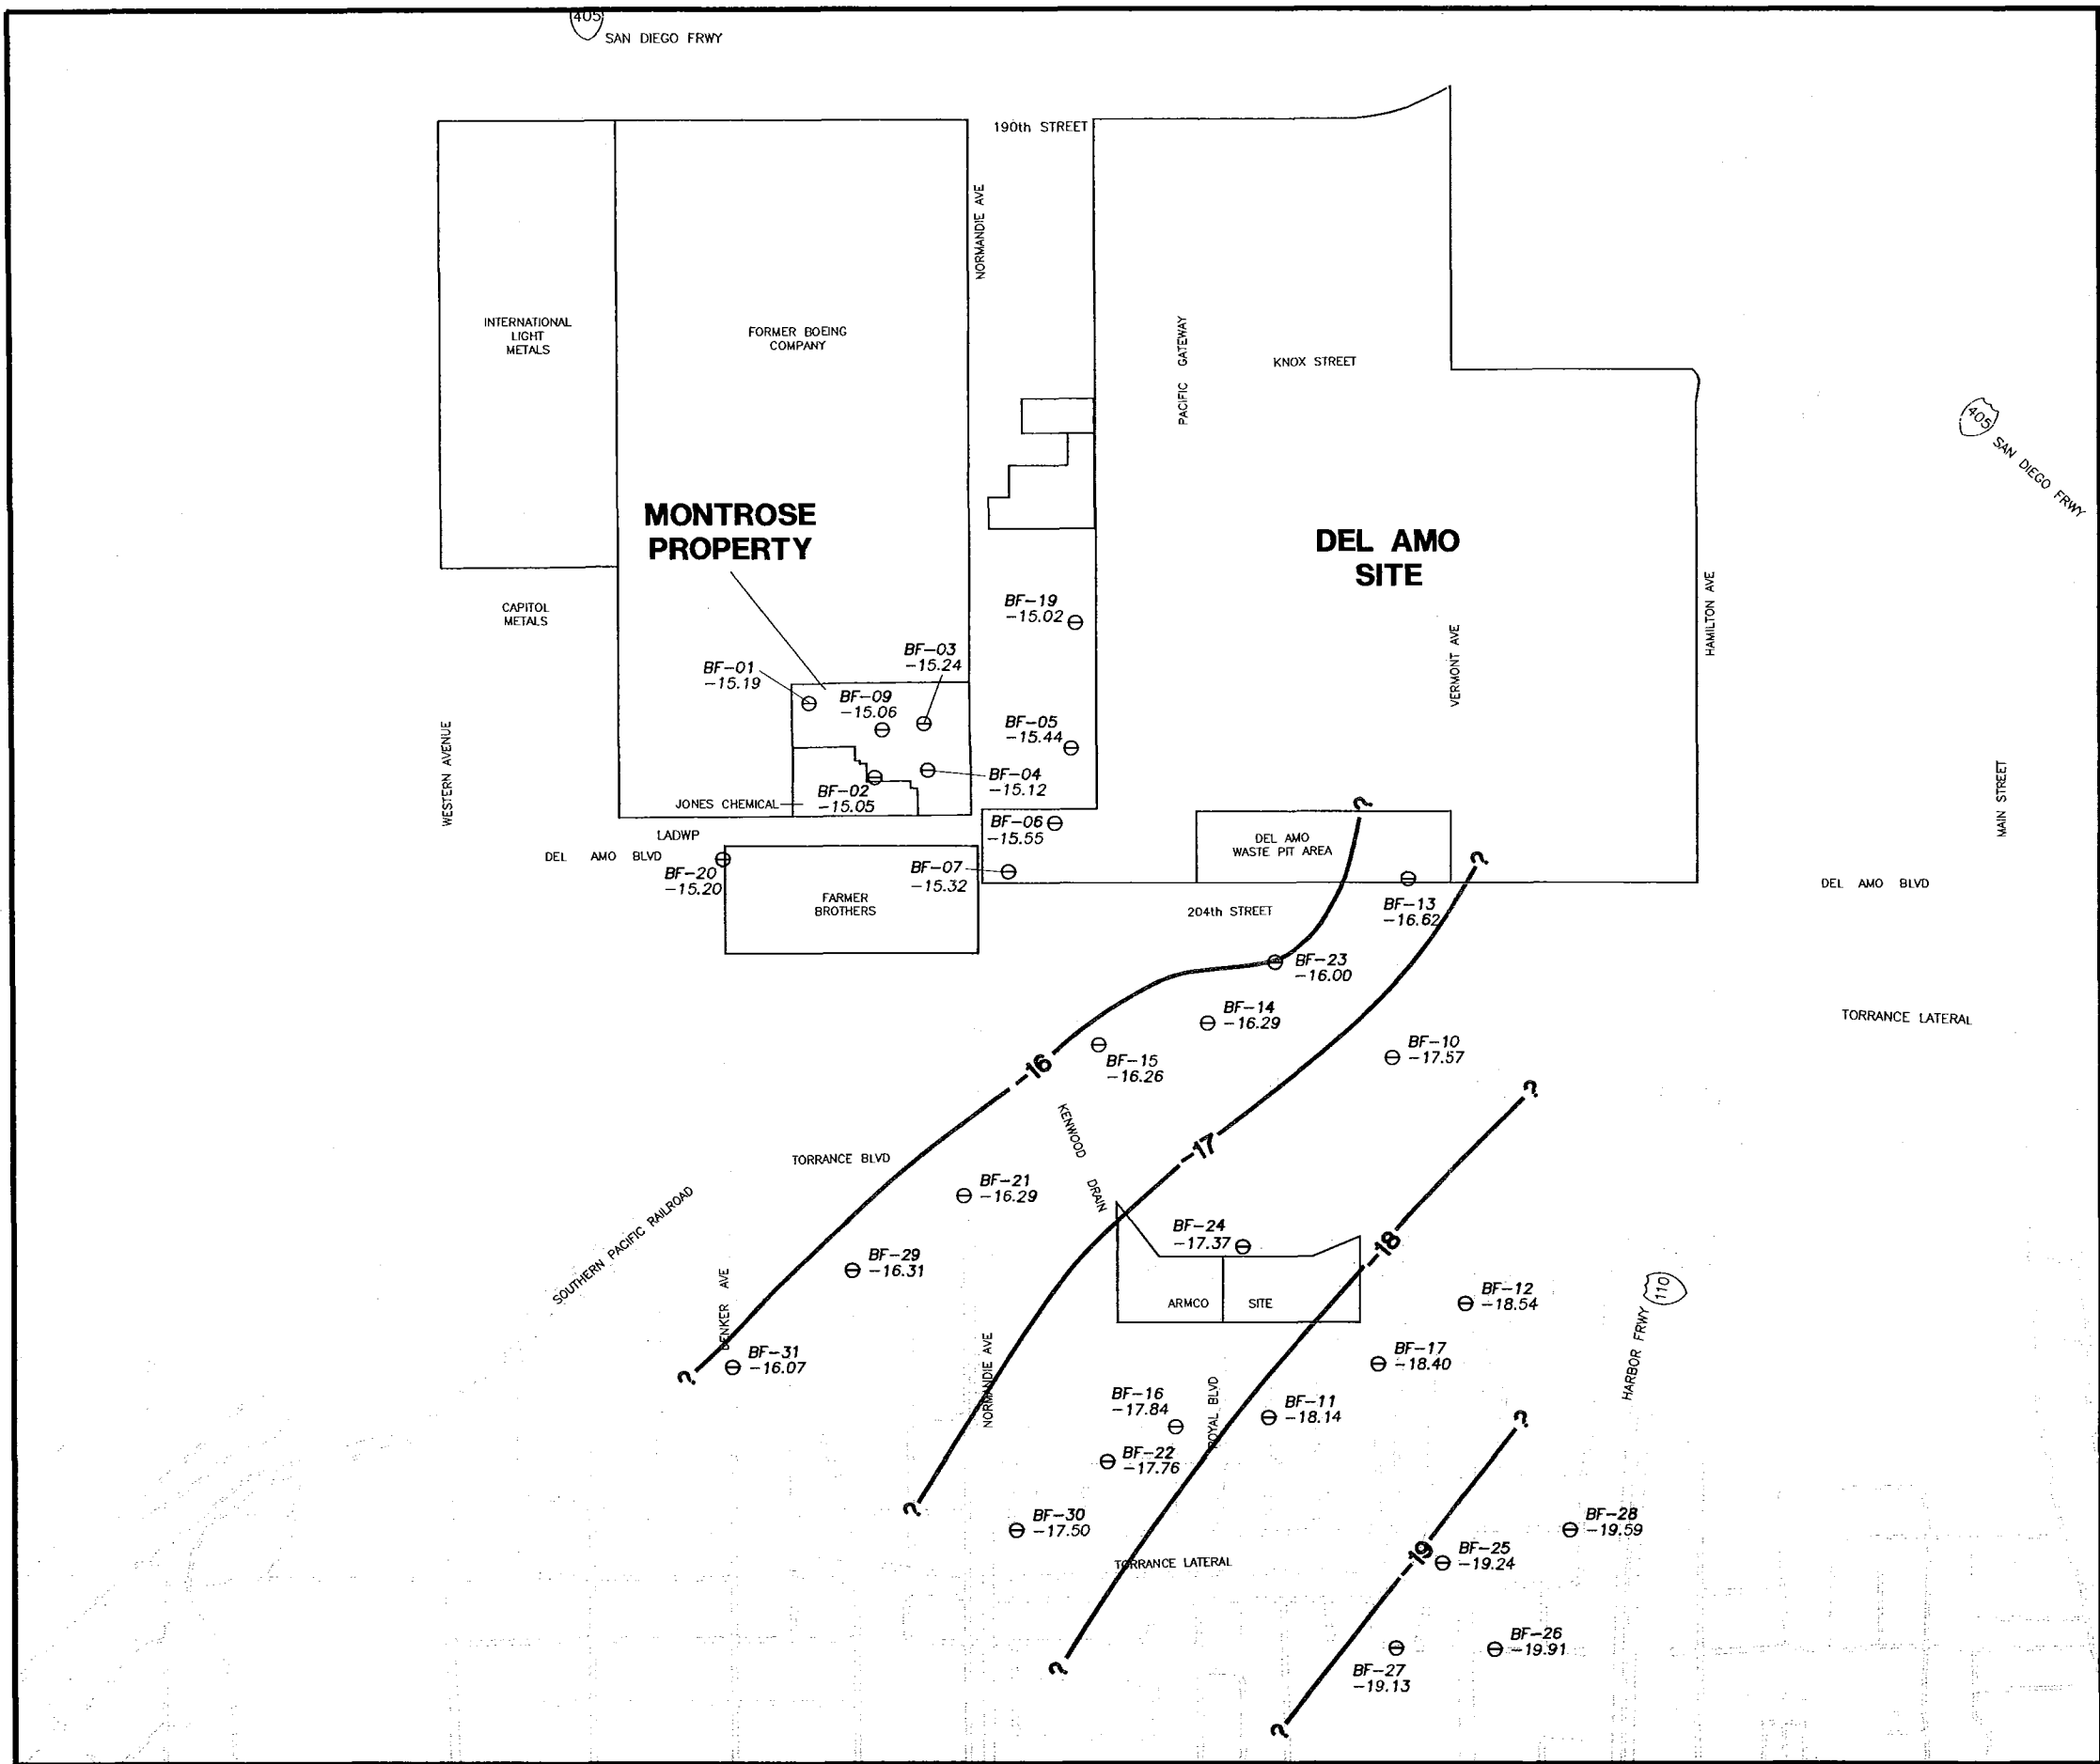 405
SAN DIEGO FRWY
190th STREET
NORMANDIE AVE
INTERNATIONAL
LIGHT
METALS
FORMER BOEING
COMPANY
PACIFIC GATEWAY
KNOX STREET
405
SAN DIEGO FRWY
MONTROSE
PROPERTY
DEL AMO
SITE
CAPITOL
METALS
BF-19
-15.02
HAMILTON AVE
VERMONT AVE
BF-03
-15.24
BF-01
-15.19
BF-09
-15.06
BF-05
-15.44
WESTERN AVENUE
BF-04
-15.12
BF-02
-15.05
JONES CHEMICAL
MAIN STREET
LADWP
BF-06
-15.55
?
DEL AMO
WASTE PIT AREA
DEL AMO BLVD
BF-20
-15.20
BF-07
-15.32
?
FARMER
BROTHERS
204th STREET
BF-13
-16.62
DEL AMO BLVD
BF-23
-16.00
BF-14
-16.29
TORRANCE LATERAL
BF-15
-16.26
-16
BF-10
-17.57
?
KENWOOD DRAIN
-17
TORRANCE BLVD
BF-21
-16.29
SOUTHERN PACIFIC RAILROAD
BF-24
-17.37
-18
BF-29
-16.31
DENKER AVE
ARMCO SITE
BF-12
-18.54
HARBOR FRWY
110
BF-31
-16.07
?
NORMANDIE AVE
BF-17
-18.40
BF-16
-17.84
ROYAL BLVD
BF-11
-18.14
?
BF-22
-17.76
?
BF-30
-17.50
BF-28
-19.59
TORRANCE LATERAL
-19
BF-25
-19.24
?
BF-26
-19.91
BF-27
-19.13
?